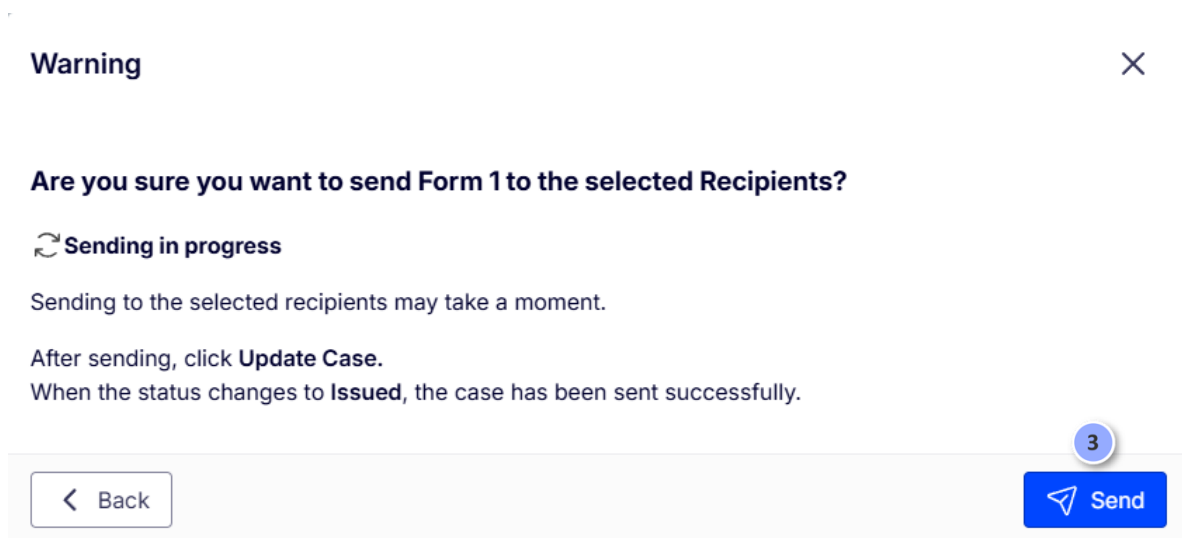 Warning
Are you sure you want to send Form 1 to the selected Recipients?
Sending in progress
Sending to the selected recipients may take a moment.
After sending, click Update Case.
When the status changes to Issued, the case has been sent successfully.
3
Back
Send